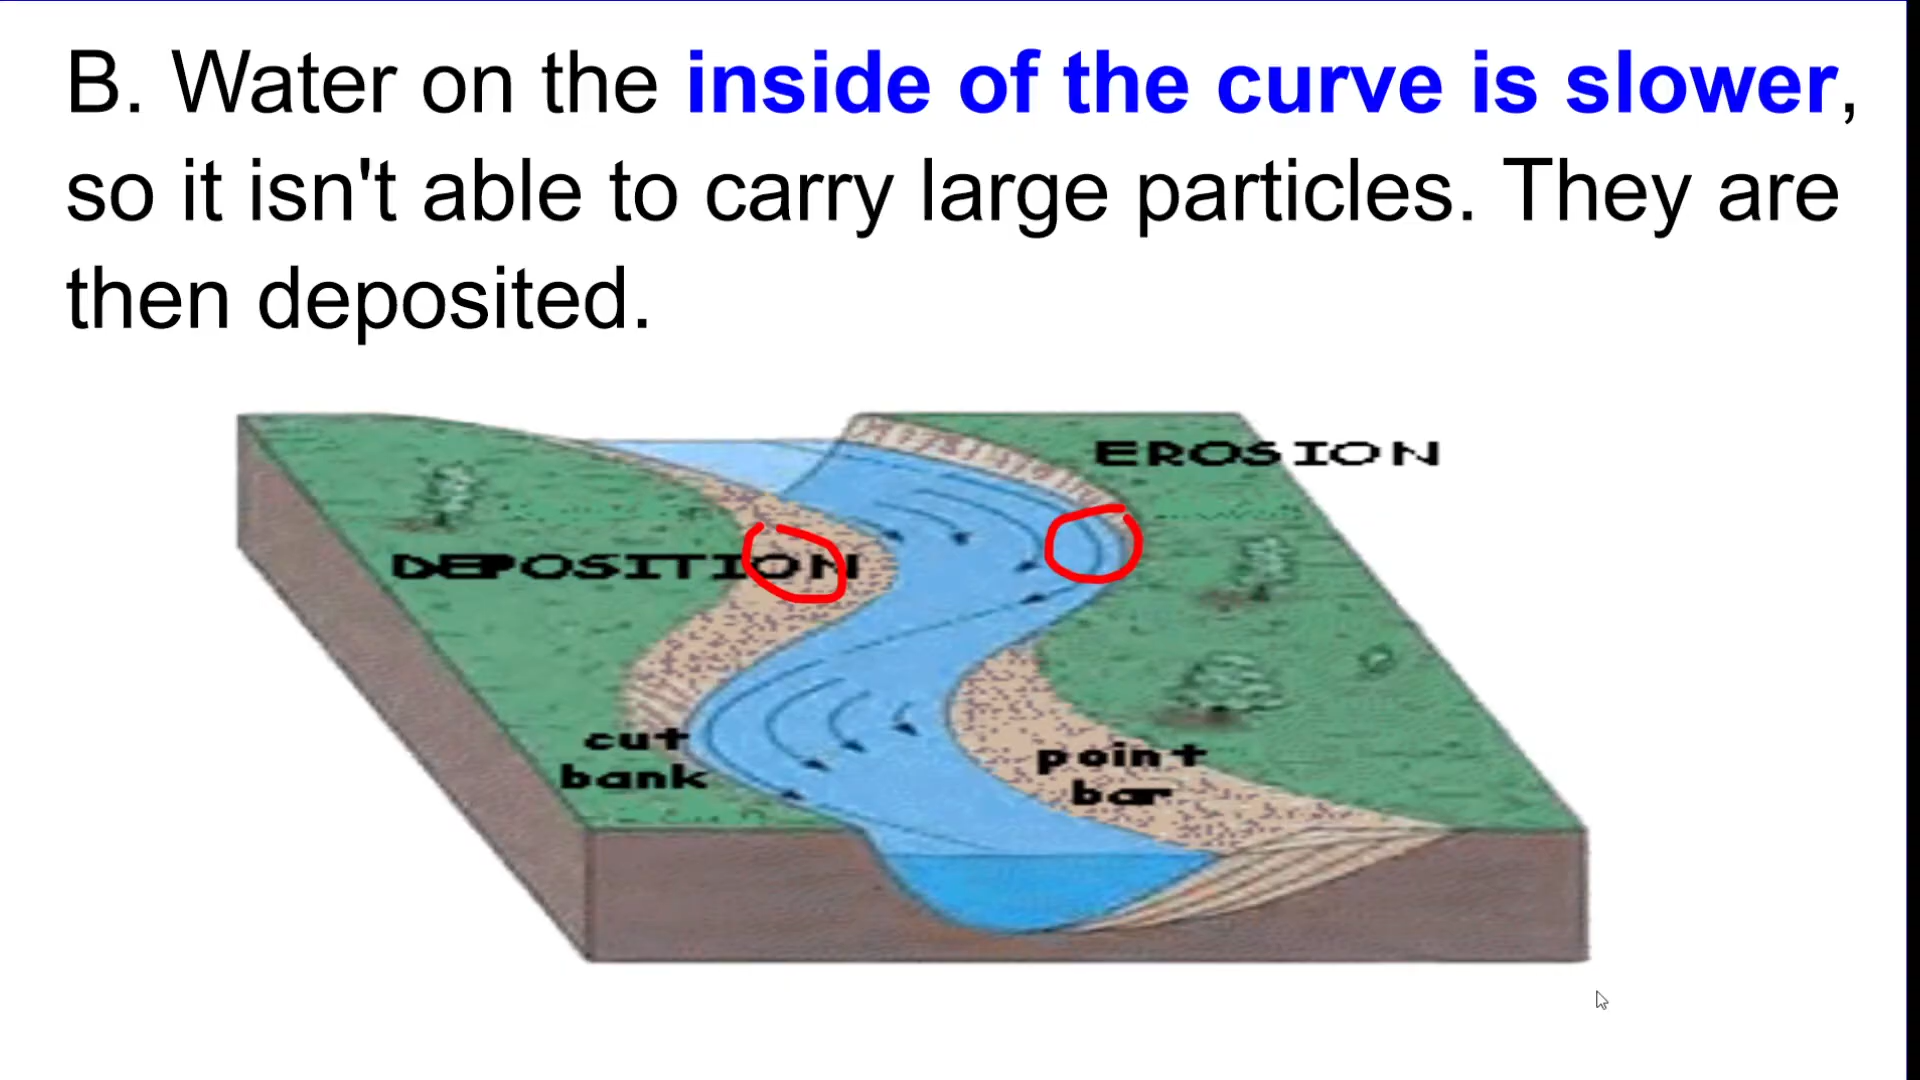 B. Water on the inside of the curve is slower,
so it isn't able to carry large particles. They are
then deposited.
EROSION
DEPOSITION
cut
bank
point
bar